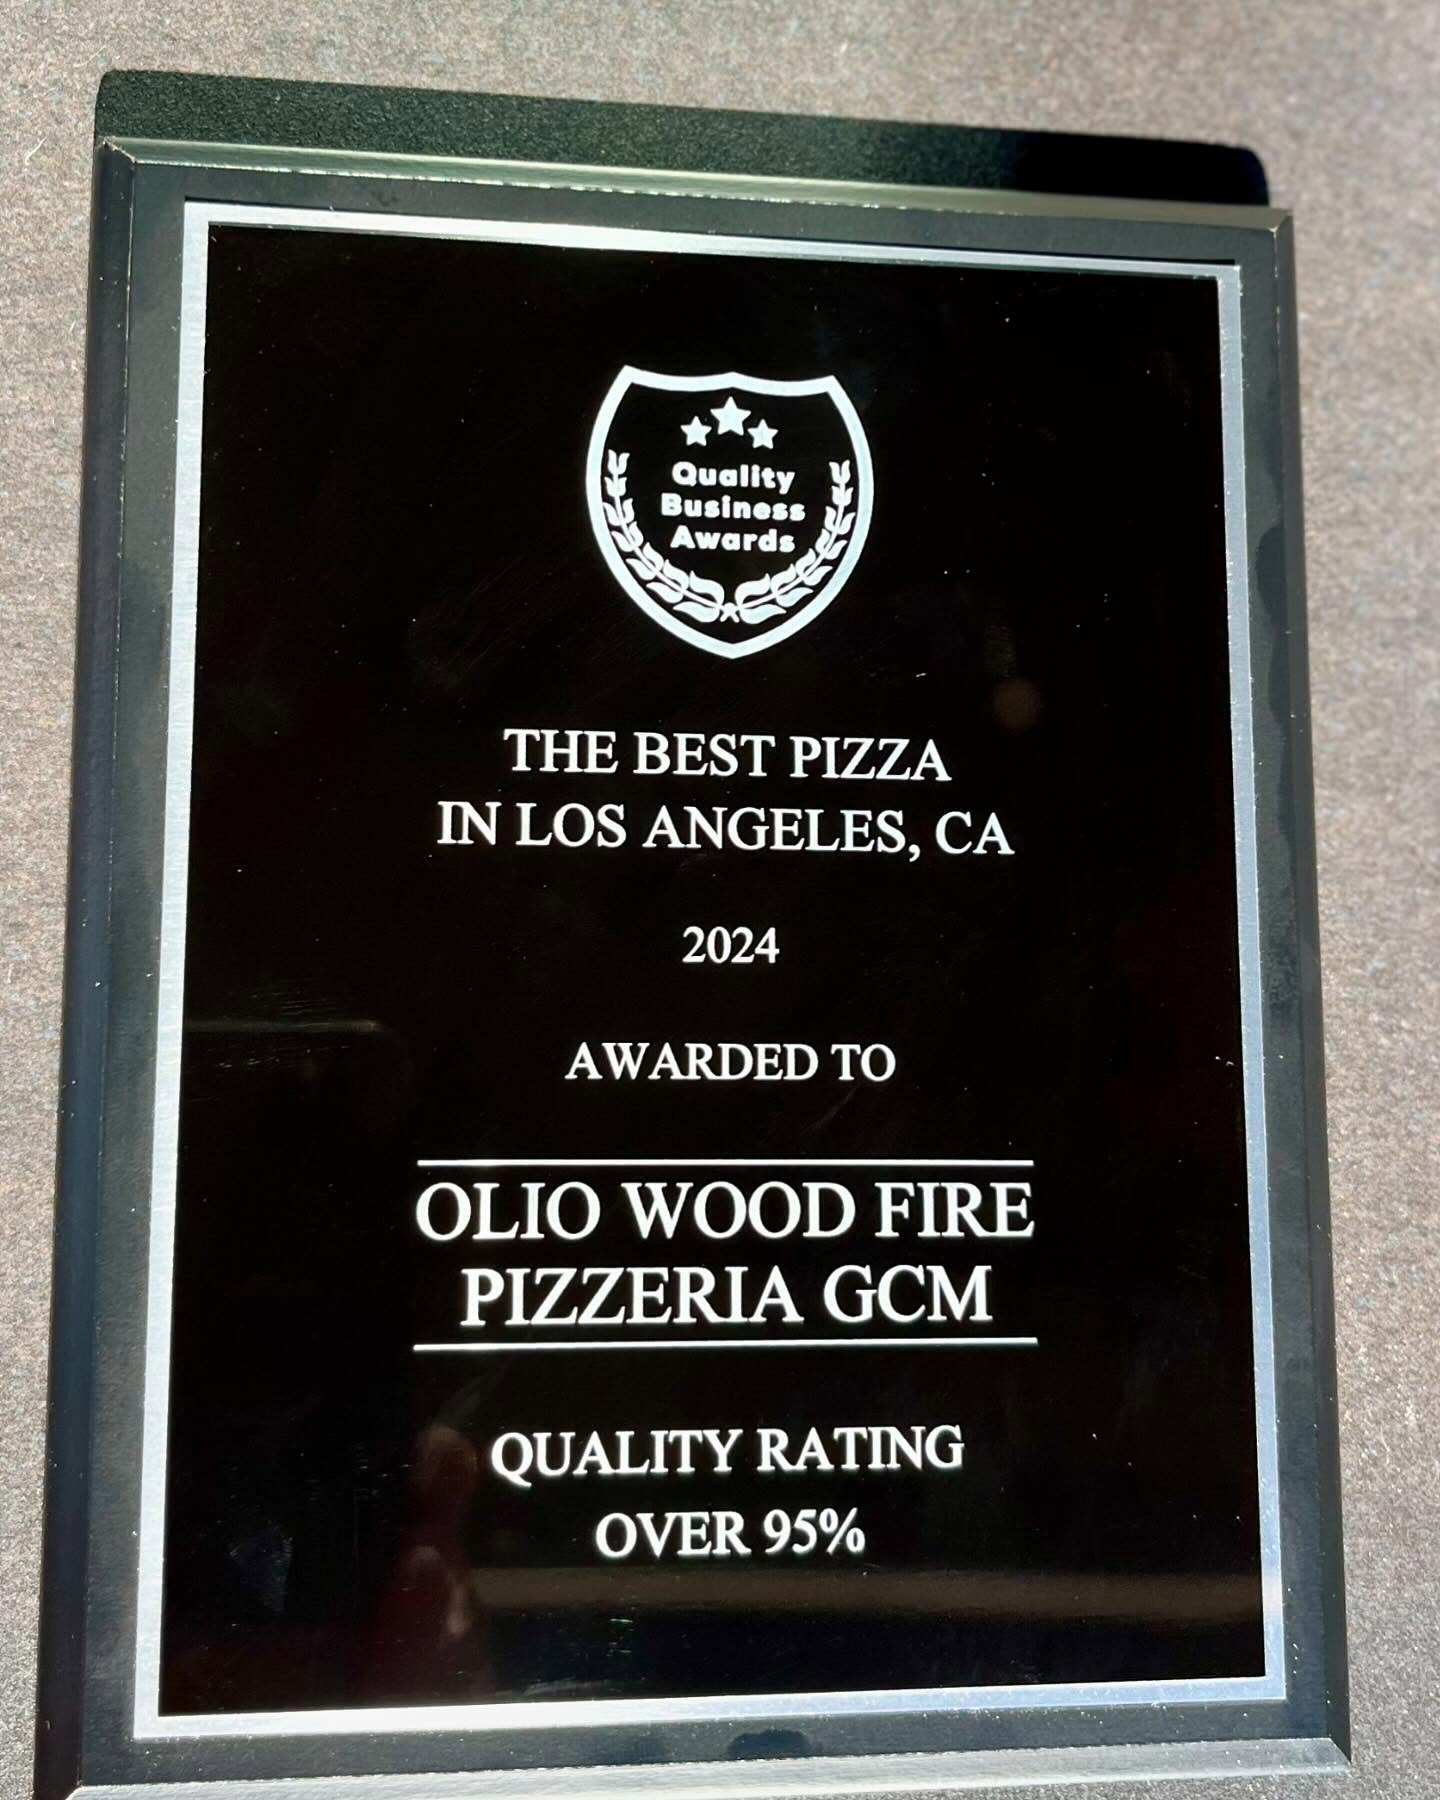 Quality
Business
Awards
THE BEST PIZZA
IN LOS ANGELES, CA
2024
AWARDED TO
OLIO WOOD FIRE
PIZZERIA GCM
QUALITY RATING
OVER 95%